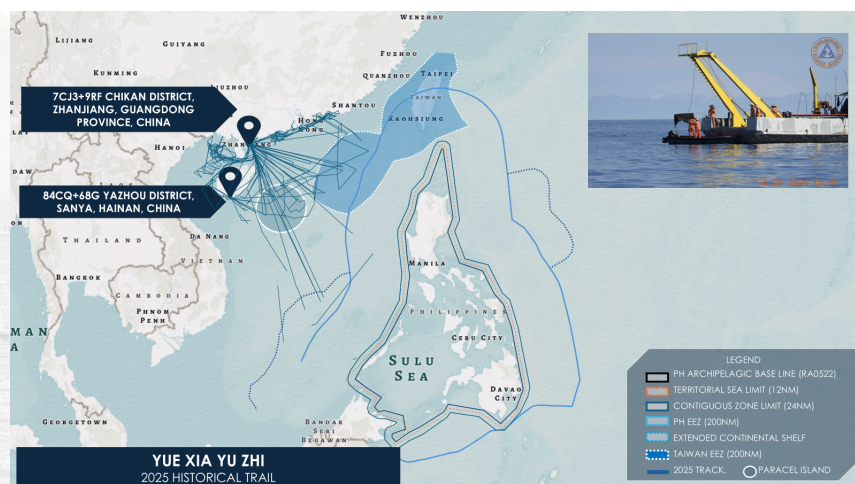 WENZHOU
LIJIANG
GUIYANG
FUZHOU
KUNMING
QUANZHOU
TAIPEI
7CJ3+9RF CHIKAN DISTRICT,
ZHANJIANG, GUANGDONG
PROVINCE, CHINA
SHANTOU
TAIWAN
HONG
KONG
KAOHSIUNG
HANOI
84CQ+68G YAZHOU DISTRICT,
SANYA, HAINAN, CHINA
DA NANG
THAILAND
VIETNAM
BANGKOK
MANILA
CAMBODIA
PHNOM
PENH
PHILIPPINES
CEBU CITY
SULU
SEA
DAVAO
CITY
GEORGETOWN
BANDAR
SERI
BEGAWAN
LEGEND
PH ARCHIPELAGIC BASE LINE (RA0522)
TERRITORIAL SEA LIMIT (12NM)
CONTIGUOUS ZONE LIMIT (24NM)
PH EEZ (200NM)
EXTENDED CONTINENTAL SHELF
TAIWAN EEZ (200NM)
2025 TRACK.
PARACEL ISLAND
YUE XIA YU ZHI
2025 HISTORICAL TRAIL